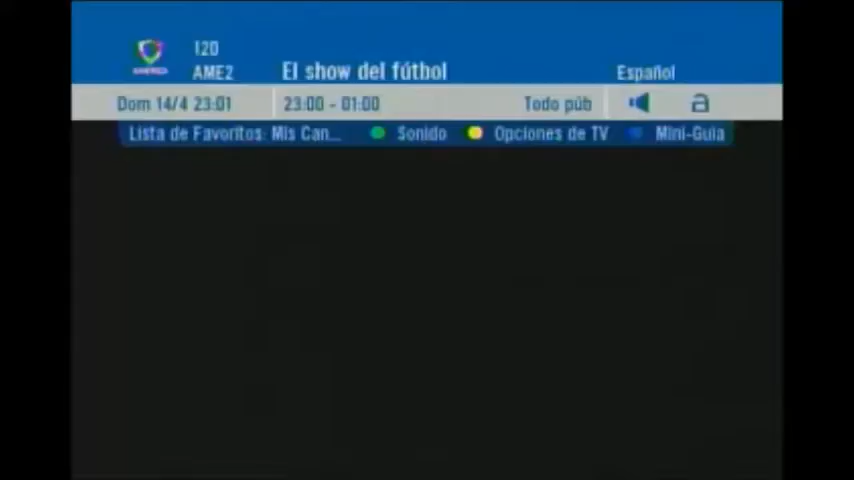 AMERICA
120
AME2
El show del fútbol
Español
Dom 14/4 23:01
23:00 - 01:00
Todo púb
Lista de Favoritos: Mis Can...
Sonido
Opciones de TV
Mini-Guía